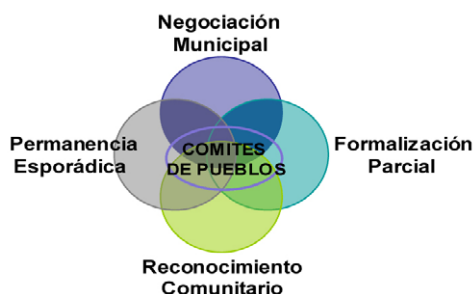 Negociación
Municipal
Permanencia
Esporádica
COMITES
DE PUEBLOS
Formalización
Parcial
Reconocimiento
Comunitario